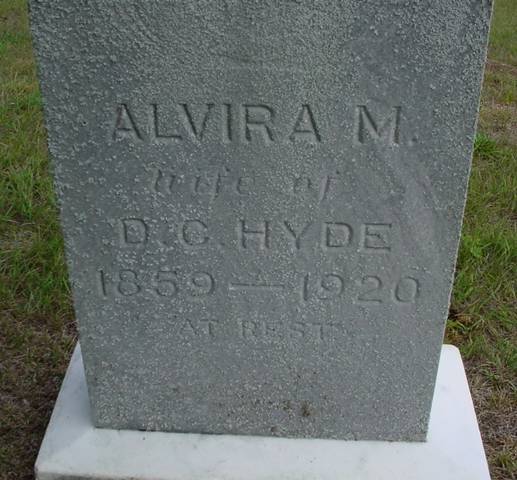 ALVIRA M.
Wife of
D. C. HYDE
1859 — 1920
AT REST